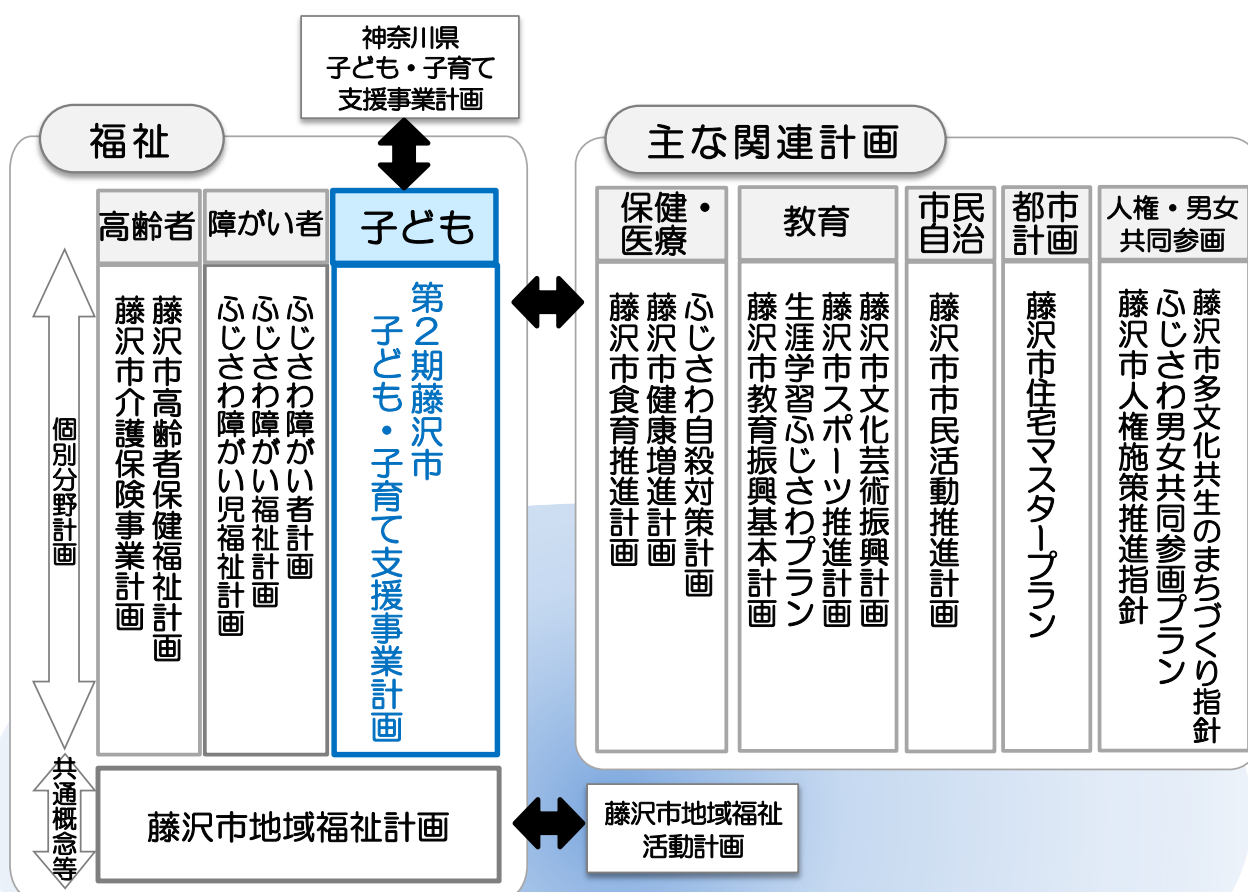 神奈川県
子ども・子育て
支援事業計画
福祉
主な関連計画
高齢者
障がい者
子ども
保健・
医療
教育
市民
自治
都市
計画
人権・男女
共同参画
個別分野計画
藤沢市高齢者保健福祉計画
藤沢市介護保険事業計画
ふじさわ障がい者計画
ふじさわ障がい福祉計画
ふじさわ障がい児福祉計画
第2期藤沢市
子ども・子育て支援事業計画
ふじさわ自殺対策計画
藤沢市健康増進計画
藤沢市食育推進計画
藤沢市文化芸術振興計画
藤沢市スポーツ推進計画
生涯学習ふじさわプラン
藤沢市教育振興基本計画
藤沢市市民活動推進計画
藤沢市住宅マスタープラン
藤沢市多文化共生のまちづくり指針
ふじさわ男女共同参画プラン
藤沢市人権施策推進指針
共通概念等
藤沢市地域福祉計画
藤沢市地域福祉
活動計画